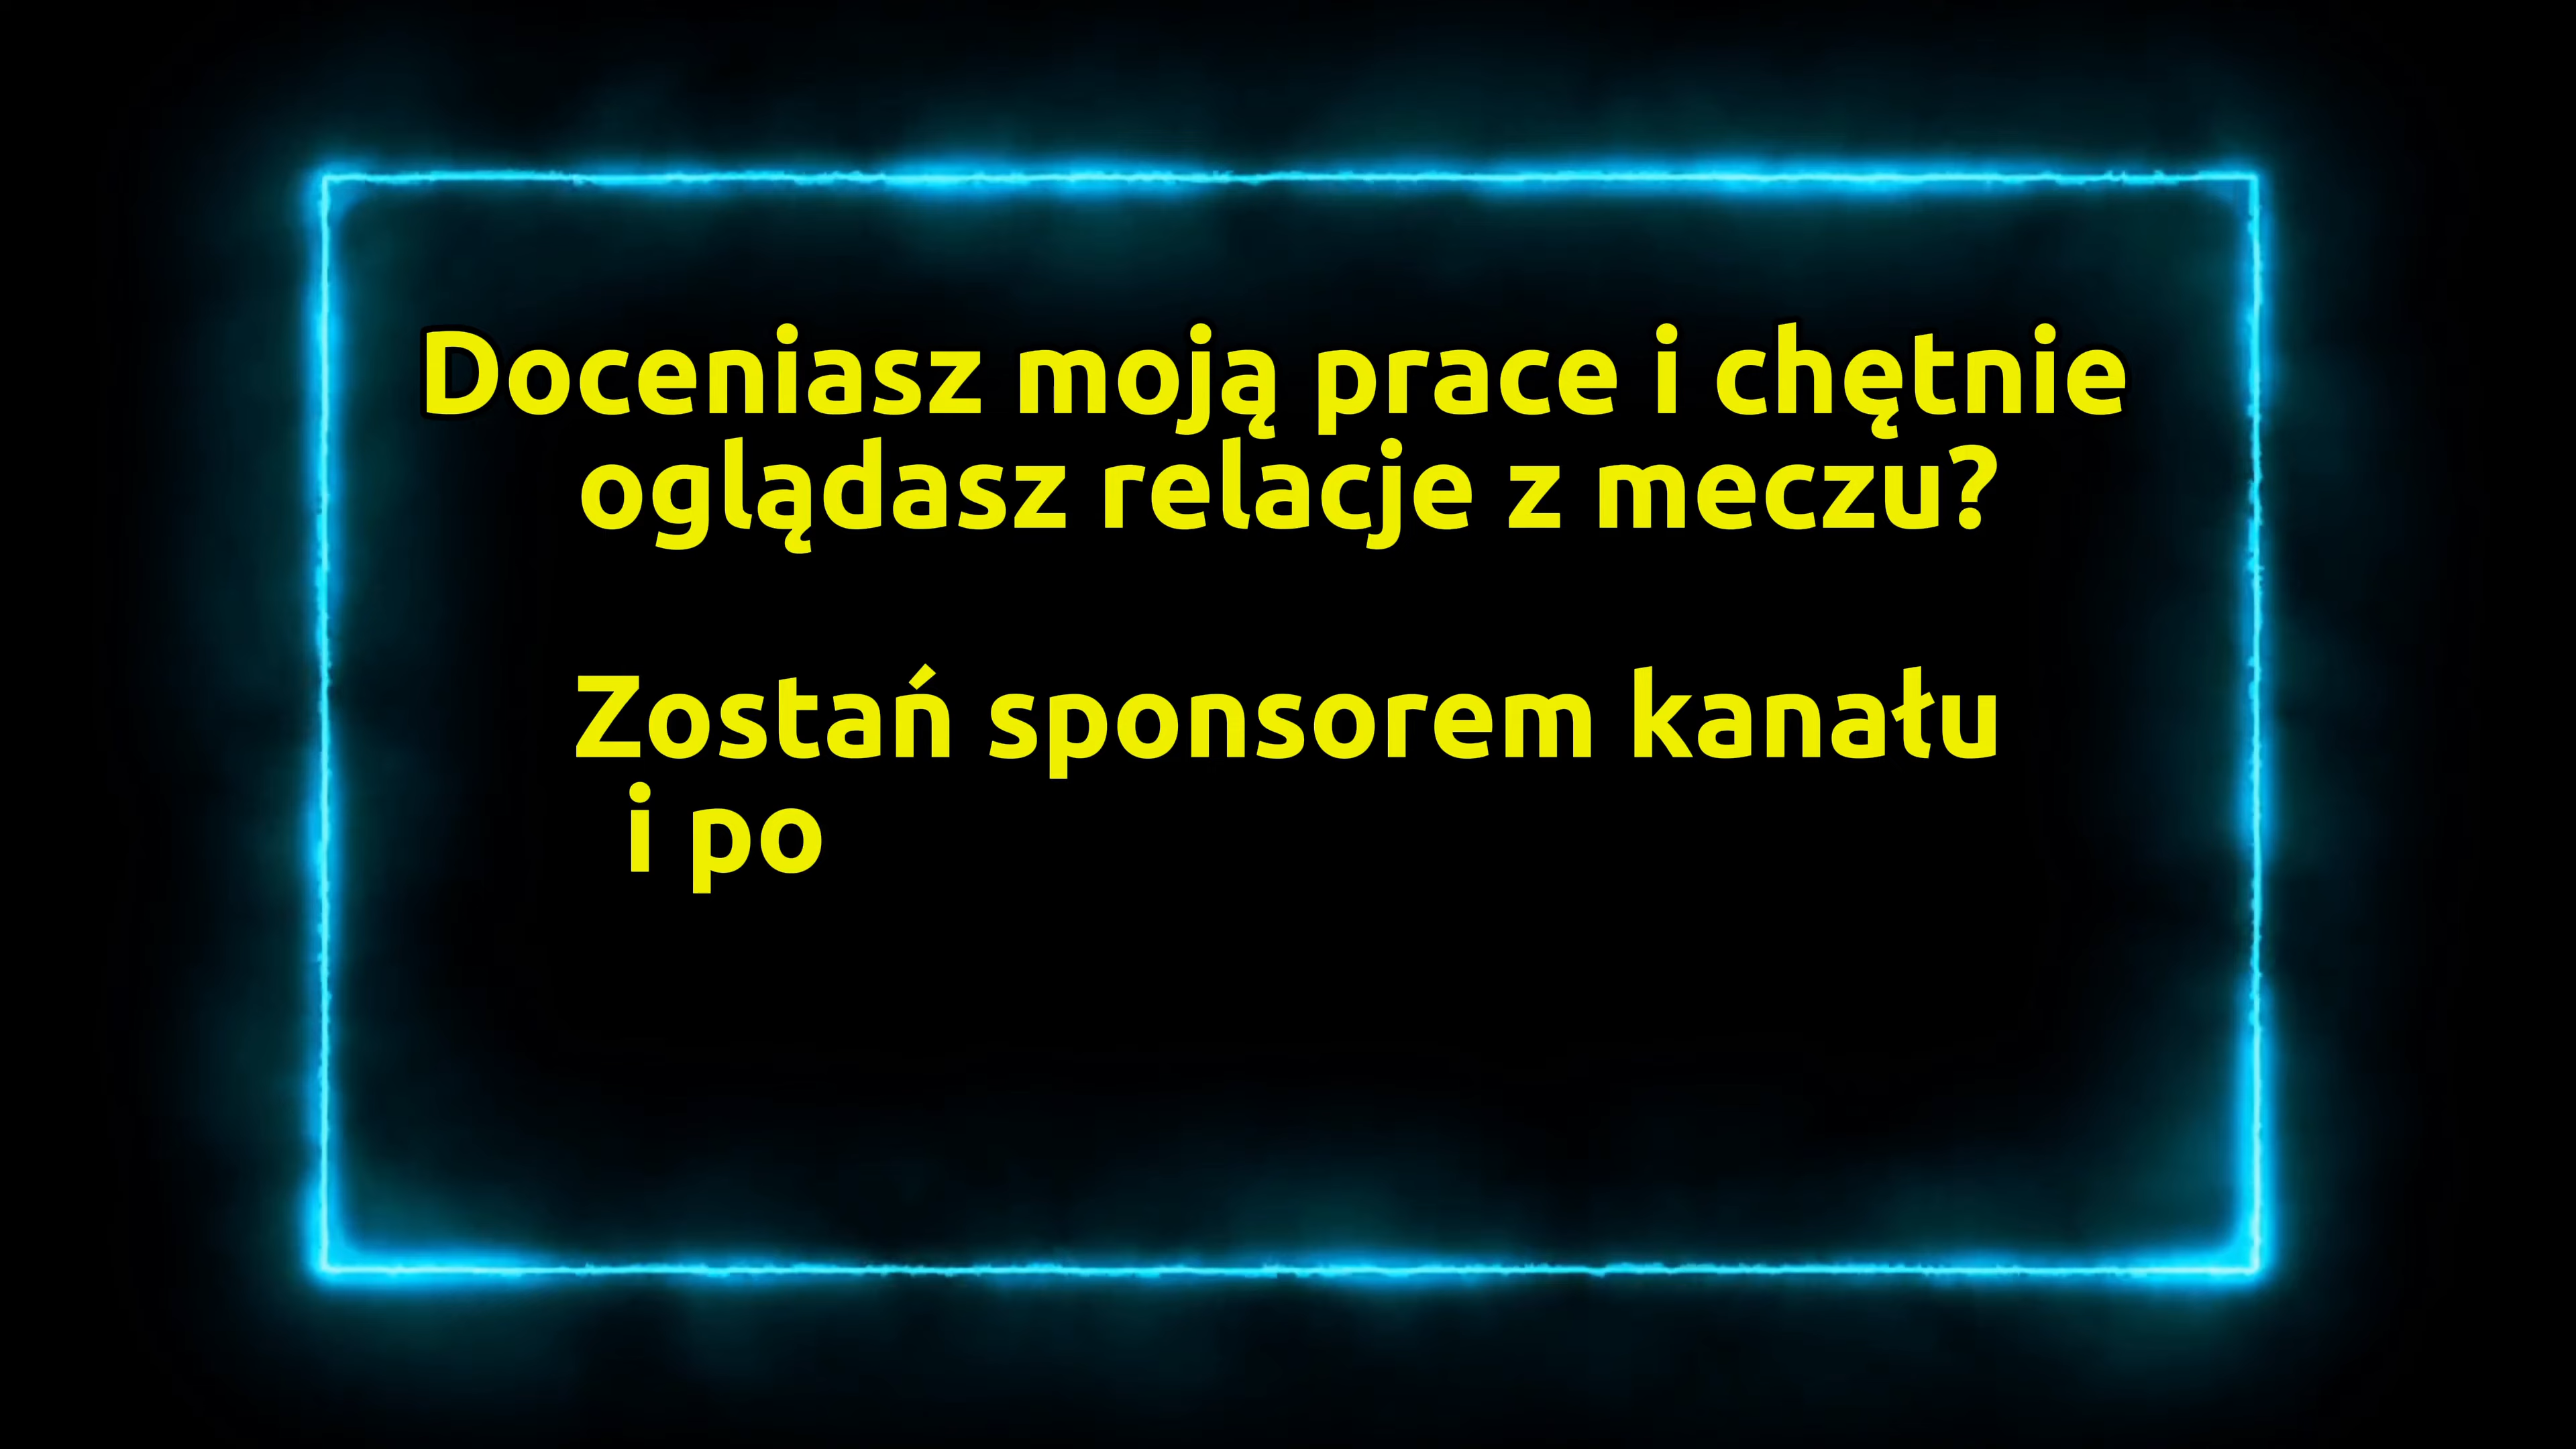 Doceniasz moją prace i chętnie
oglądasz relacje z meczu?
Zostań sponsorem kanału
i po